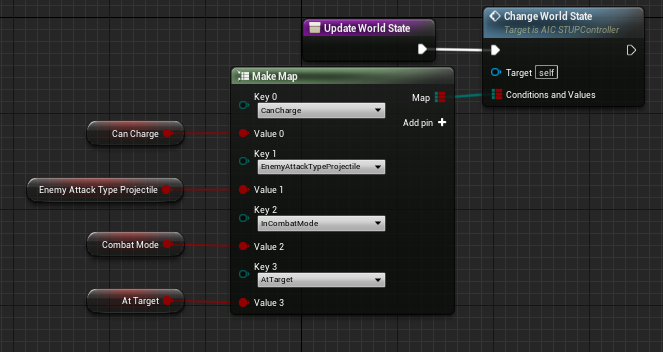 Update World State
Change World State
Target is AIC STUPController
Target self
Conditions and Values
Make Map
Key 0
CanCharge
Map
Add pin
Can Charge
Value 0
Key 1
EnemyAttackTypeProjectile
Enemy Attack Type Projectile
Value 1
Key 2
InCombatMode
Combat Mode
Value 2
Key 3
AtTarget
At Target
Value 3